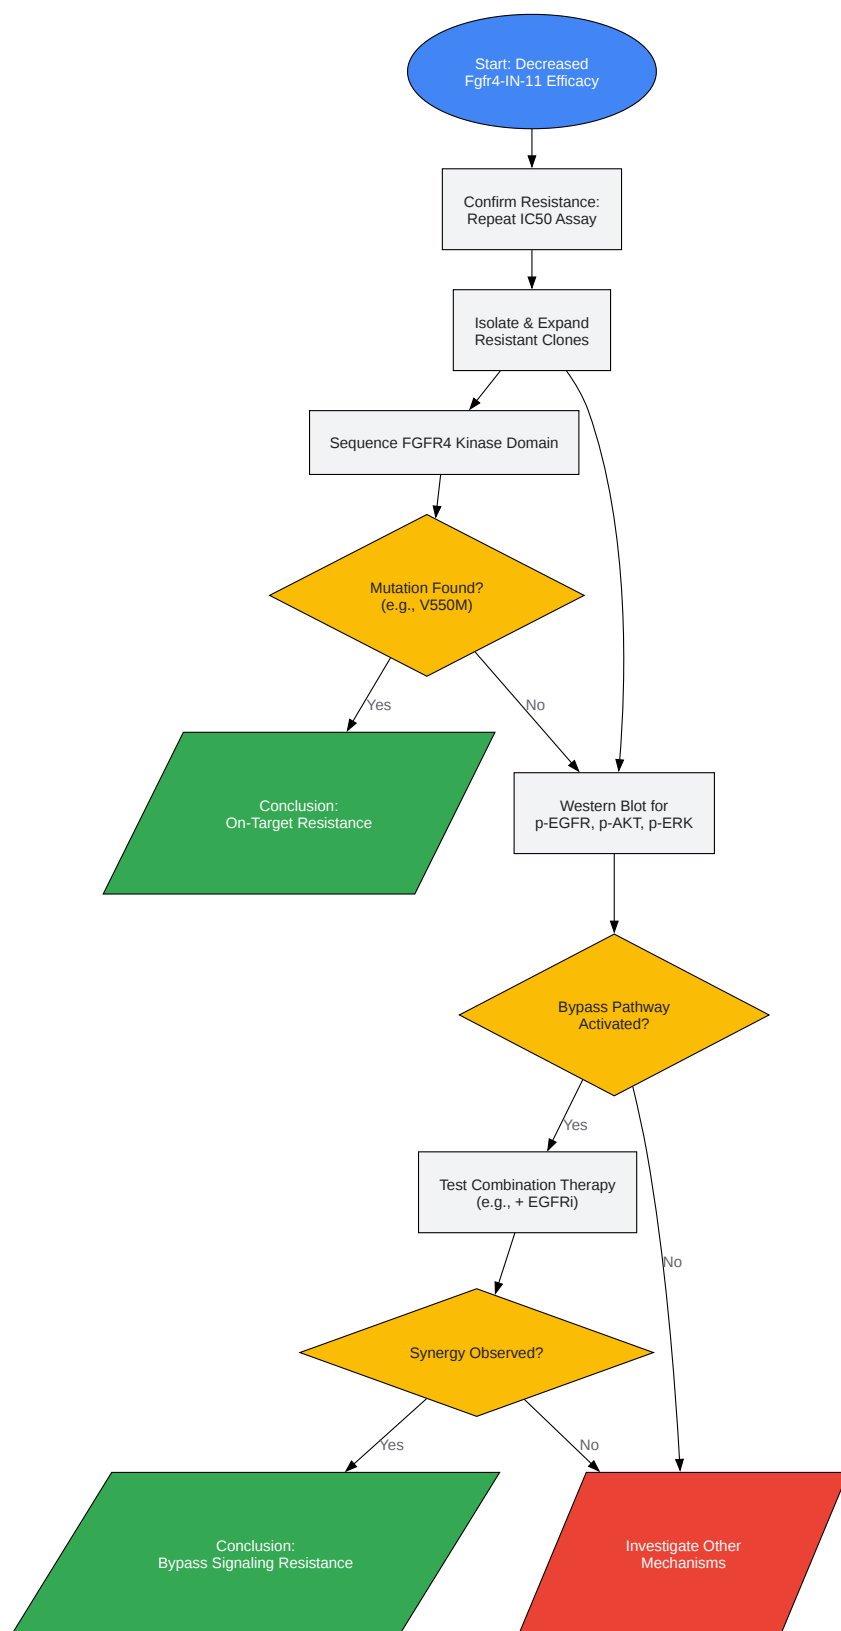 Start: Decreased
Fgfr4-IN-11 Efficacy
Confirm Resistance:
Repeat IC50 Assay
Isolate & Expand
Resistant Clones
Sequence FGFR4 Kinase Domain
Mutation Found?
(e.g., V550M)
Yes
No
Conclusion:
On-Target Resistance
Western Blot for
p-EGFR, p-AKT, p-ERK
Bypass Pathway
Activated?
Yes
Test Combination Therapy
(e.g., + EGFRi)
No
Synergy Observed?
Yes
No
Conclusion:
Bypass Signaling Resistance
Investigate Other
Mechanisms